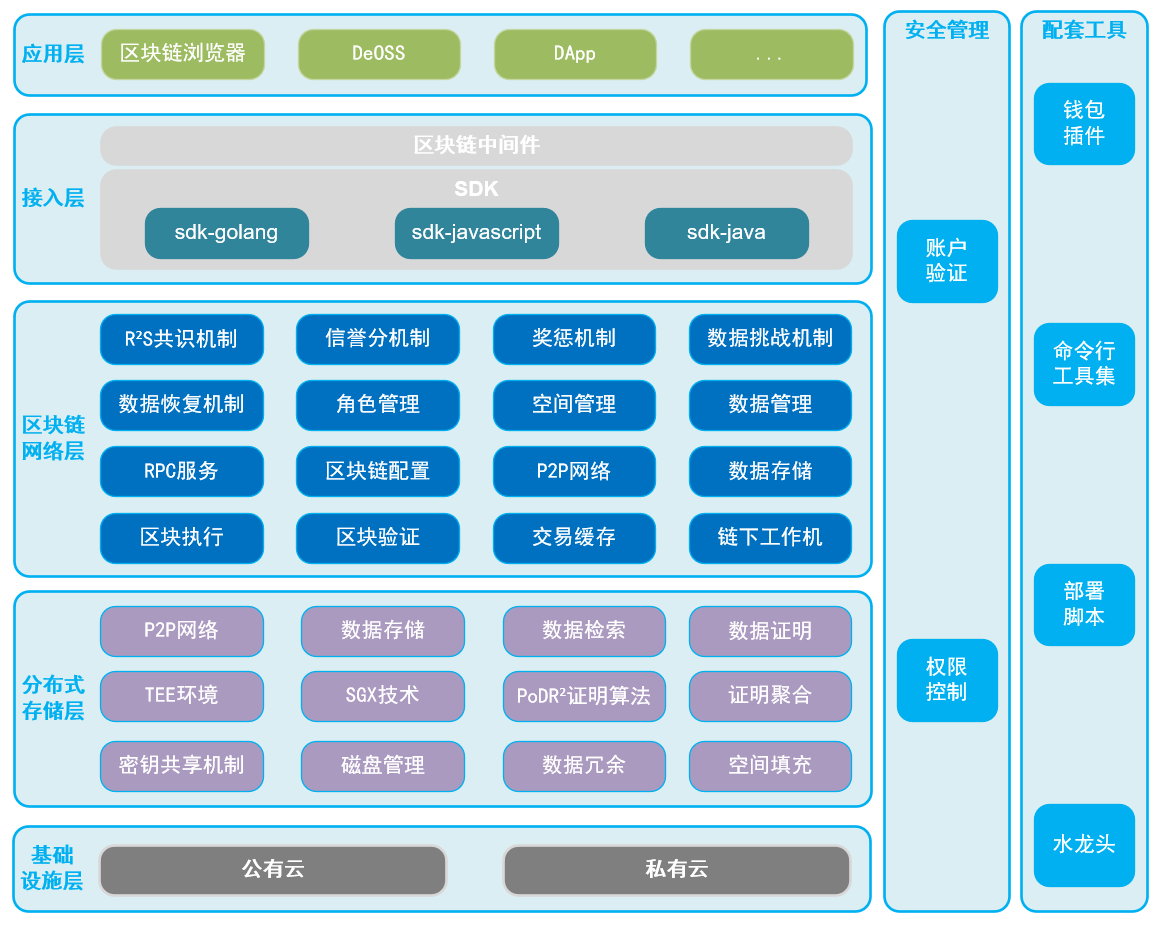 应用层
区块链浏览器
DeOSS
DApp
...
接入层
区块链中间件
SDK
sdk-golang
sdk-javascript
sdk-java
区块链
网络层
R²S共识机制
信誉分机制
奖惩机制
数据挑战机制
数据恢复机制
角色管理
空间管理
数据管理
RPC服务
区块链配置
P2P网络
数据存储
区块执行
区块验证
交易缓存
链下工作机
分布式
存储层
P2P网络
数据存储
数据检索
数据证明
TEE环境
SGX技术
PoDR²证明算法
证明聚合
密钥共享机制
磁盘管理
数据冗余
空间填充
基础
设施层
公有云
私有云
安全管理
账户
验证
权限
控制
配套工具
钱包
插件
命令行
工具集
部署
脚本
水龙头